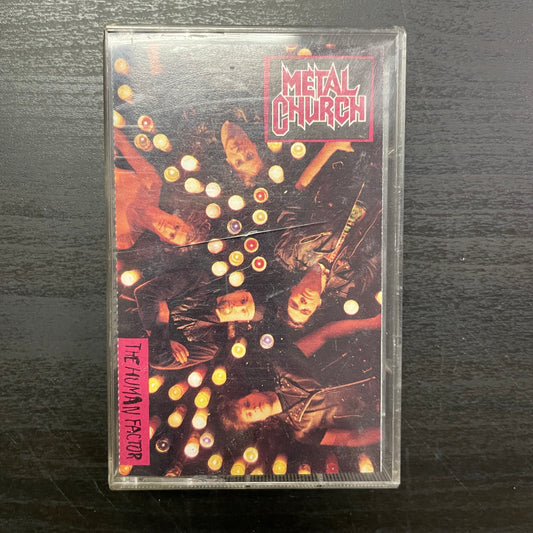 METAL
CHURCH
THE HUMAN FACTOR